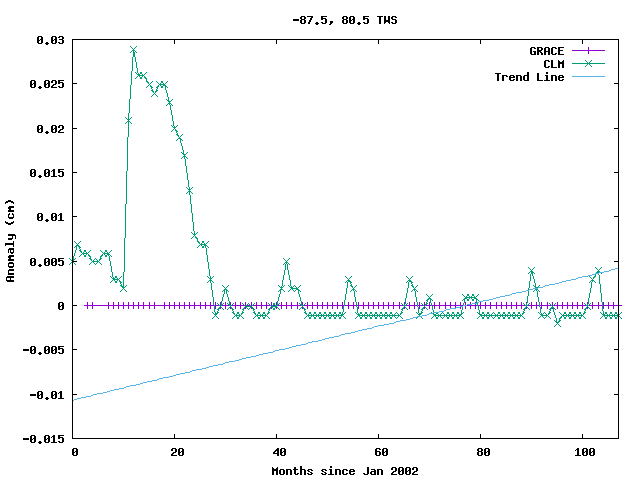 -87.5, 80.5 TWS
GRACE
CLM
Trend Line
0.03
0.025
0.02
0.015
0.01
0.005
0
-0.005
-0.01
-0.015
Anomaly (cm)
0 20 40 60 80 100
Months since Jan 2002